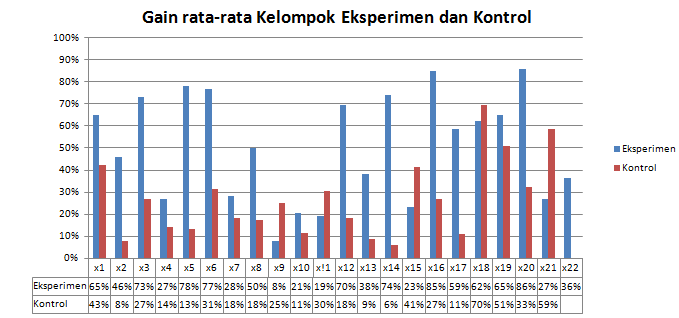 Gain rata-rata Kelompok Eksperimen dan Kontrol
100%
90%
80%
70%
60%
50%
40%
30%
20%
10%
0%
Eksperimen
Kontrol
x1 x2 x3 x4 x5 x6 x7 x8 x9 x10 x!1 x12 x13 x14 x15 x16 x17 x18 x19 x20 x21 x22
Eksperimen 65% 46% 73% 27% 78% 77% 28% 50% 8% 21% 19% 70% 38% 74% 23% 85% 59% 62% 65% 86% 27% 36%
Kontrol 43% 8% 27% 14% 13% 31% 18% 18% 25% 11% 30% 18% 9% 6% 41% 27% 11% 70% 51% 33% 59%